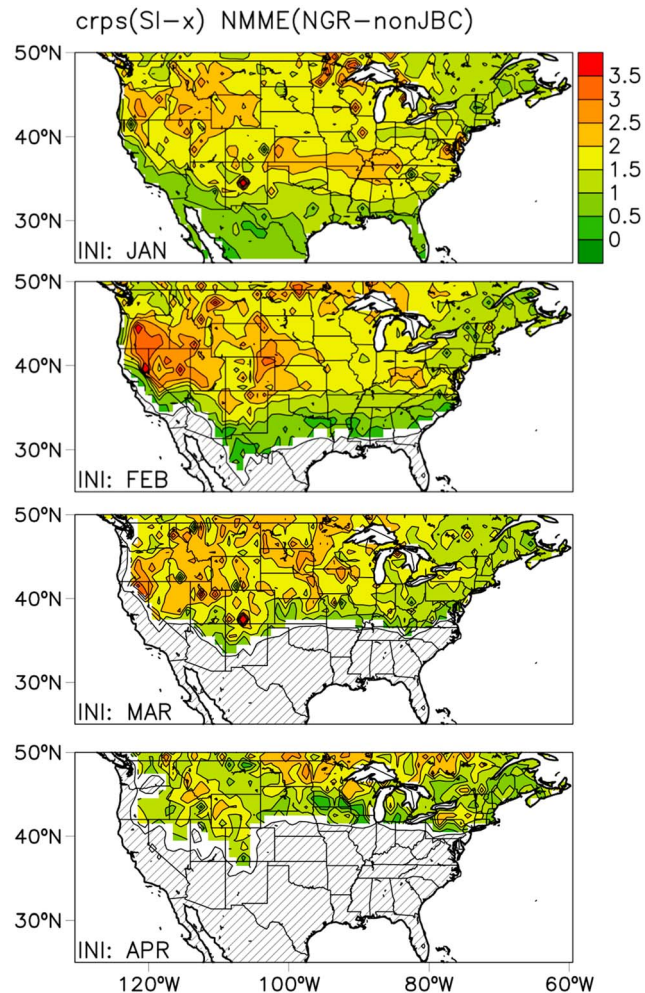 crps(SI-x) NMME(NGR-nonJBC)
50°N
40°N
30°N
INI: JAN
3.5
3
2.5
2
1.5
1
0.5
0
50°N
40°N
30°N
INI: FEB
50°N
40°N
30°N
INI: MAR
50°N
40°N
30°N
INI: APR
120°W
100°W
80°W
60°W